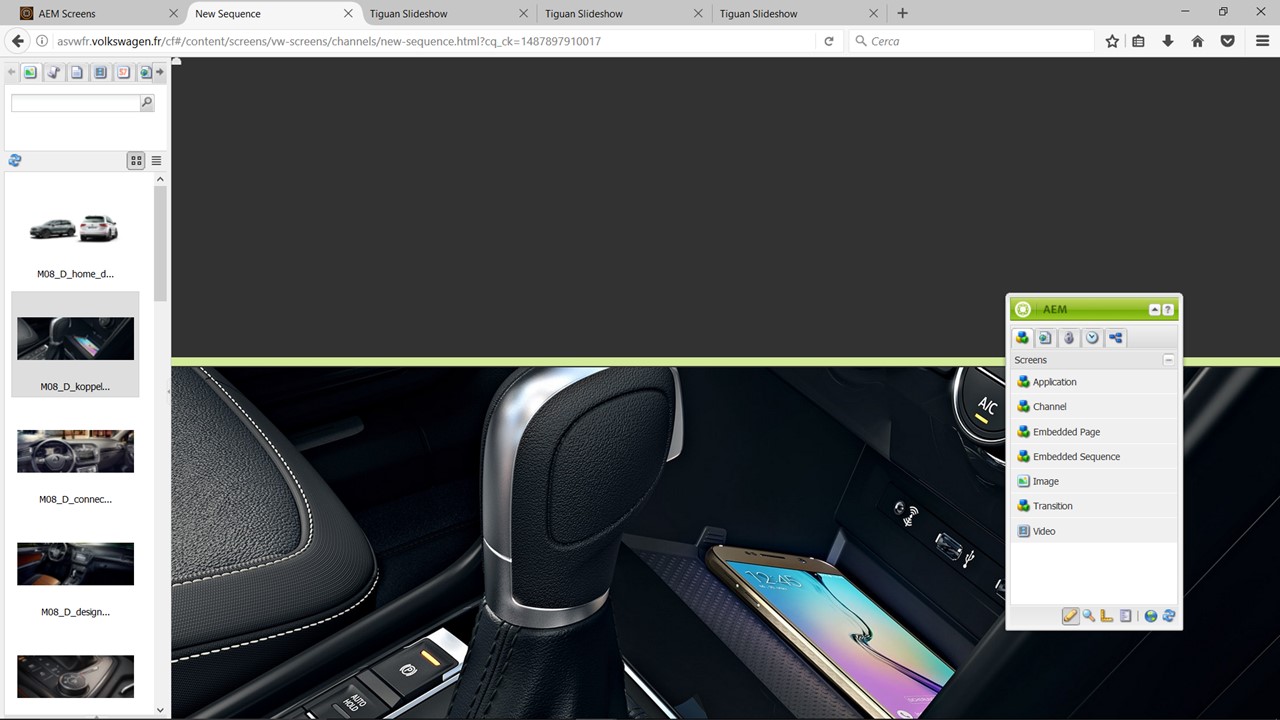 AEM Screens
New Sequence
Tiguan Slideshow
Tiguan Slideshow
Tiguan Slideshow
asvwfr.volkswagen.fr/cf#/content/screens/vw-screens/channels/new-sequence.html?cq_ck=1487897910017
Cerca
M08_D_home_d...
M08_D_koppel...
M08_D_connec...
M08_D_design...
AEM
Screens
Application
Channel
Embedded Page
Embedded Sequence
Image
Transition
Video
A/C
12:45
(P)
AUTO
HOLD